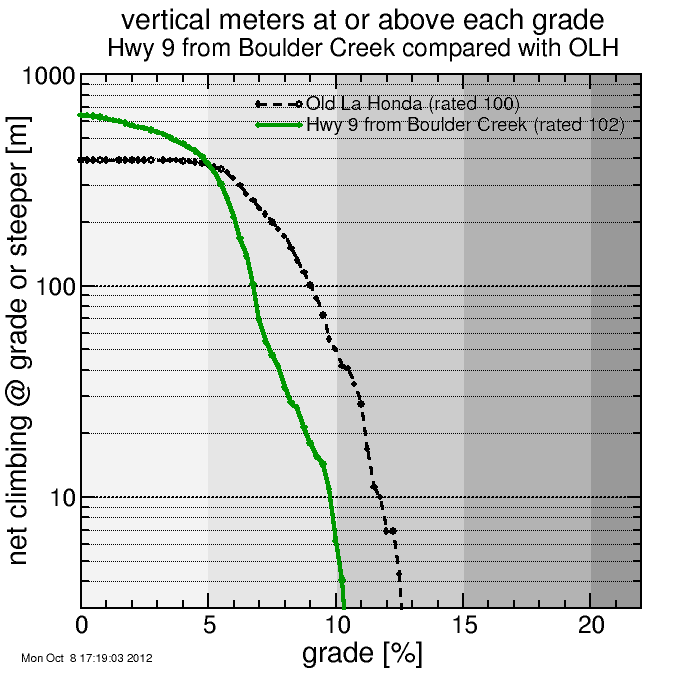 vertical meters at or above each grade
Hwy 9 from Boulder Creek compared with OLH
1000
Old La Honda (rated 100)
Hwy 9 from Boulder Creek (rated 102)
net climbing @ grade or steeper [m]
100
10
0 5 10 15 20
grade [%]
Mon Oct 8 17:19:03 2012